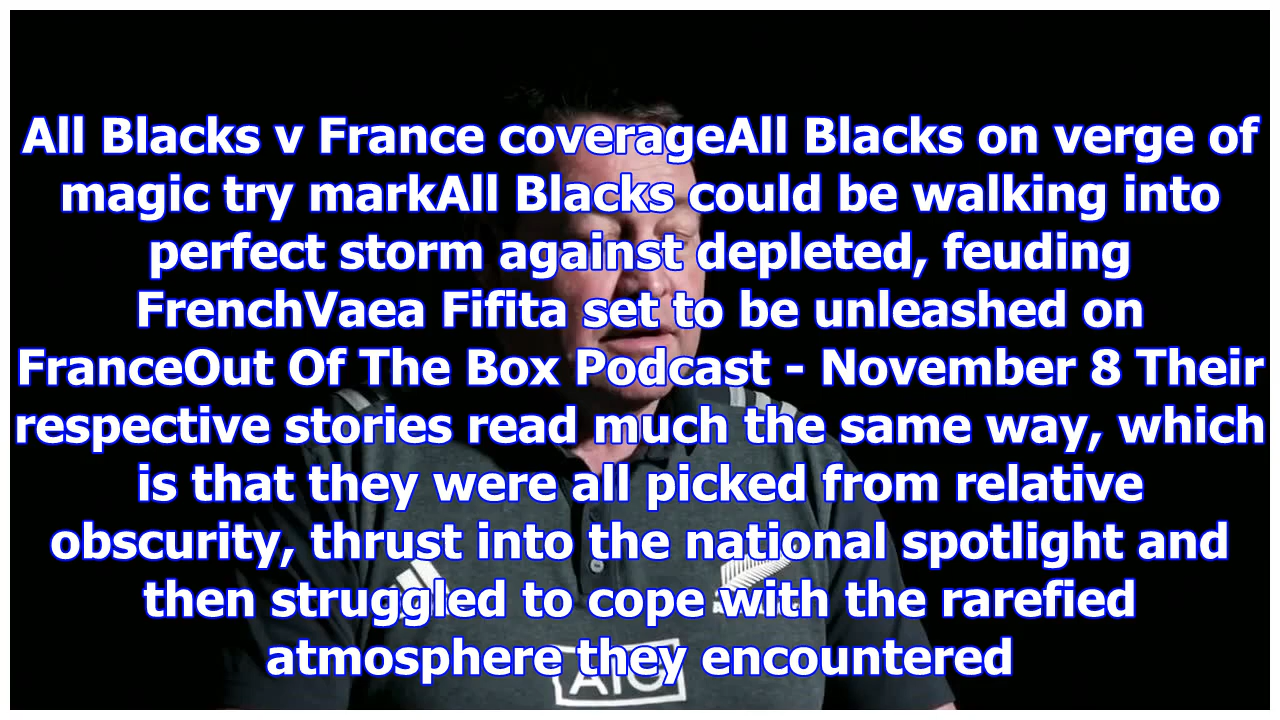 All Blacks v France coverageAll Blacks on verge of
magic try markAll Blacks could be walking into
perfect storm against depleted, feuding
FrenchVaea Fifita set to be unleashed on
FranceOut Of The Box Podcast - November 8 Their
respective stories read much the same way, which
is that they were all picked from relative
obscurity, thrust into the national spotlight and
then struggled to cope with the rarefied
atmosphere they encountered
AIG